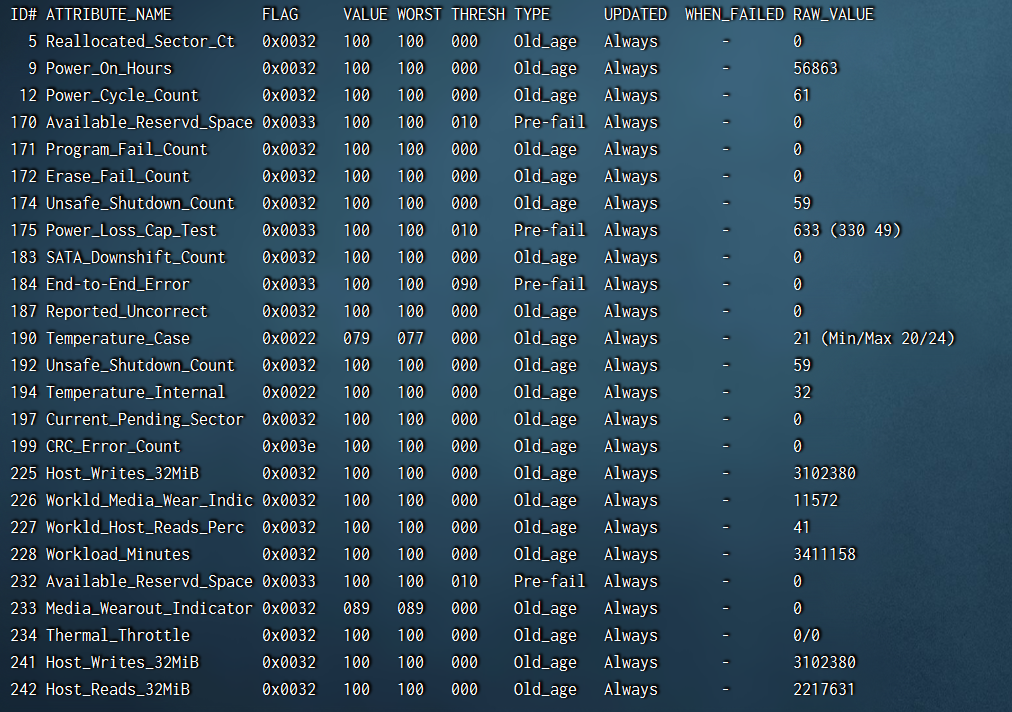 ID# ATTRIBUTE_NAME FLAG VALUE WORST THRESH TYPE UPDATED WHEN_FAILED RAW_VALUE
5 Reallocated_Sector_Ct 0x0032 100 100 000 Old_age Always - 0
9 Power_On_Hours 0x0032 100 100 000 Old_age Always - 56863
12 Power_Cycle_Count 0x0032 100 100 000 Old_age Always - 61
170 Available_Reservd_Space 0x0033 100 100 010 Pre-fail Always - 0
171 Program_Fail_Count 0x0032 100 100 000 Old_age Always - 0
172 Erase_Fail_Count 0x0032 100 100 000 Old_age Always - 0
174 Unsafe_Shutdown_Count 0x0032 100 100 000 Old_age Always - 59
175 Power_Loss_Cap_Test 0x0033 100 100 010 Pre-fail Always - 633 (330 49)
183 SATA_Downshift_Count 0x0032 100 100 000 Old_age Always - 0
184 End-to-End_Error 0x0033 100 100 090 Pre-fail Always - 0
187 Reported_Uncorrect 0x0032 100 100 000 Old_age Always - 0
190 Temperature_Case 0x0022 079 077 000 Old_age Always - 21 (Min/Max 20/24)
192 Unsafe_Shutdown_Count 0x0032 100 100 000 Old_age Always - 59
194 Temperature_Internal 0x0022 100 100 000 Old_age Always - 32
197 Current_Pending_Sector 0x0032 100 100 000 Old_age Always - 0
199 CRC_Error_Count 0x003e 100 100 000 Old_age Always - 0
225 Host_Writes_32MiB 0x0032 100 100 000 Old_age Always - 3102380
226 Workld_Media_Wear_Indic 0x0032 100 100 000 Old_age Always - 11572
227 Workld_Host_Reads_Perc 0x0032 100 100 000 Old_age Always - 41
228 Workload_Minutes 0x0032 100 100 000 Old_age Always - 3411158
232 Available_Reservd_Space 0x0033 100 100 010 Pre-fail Always - 0
233 Media_Wearout_Indicator 0x0032 089 089 000 Old_age Always - 0
234 Thermal_Throttle 0x0032 100 100 000 Old_age Always - 0/0
241 Host_Writes_32MiB 0x0032 100 100 000 Old_age Always - 3102380
242 Host_Reads_32MiB 0x0032 100 100 000 Old_age Always - 2217631